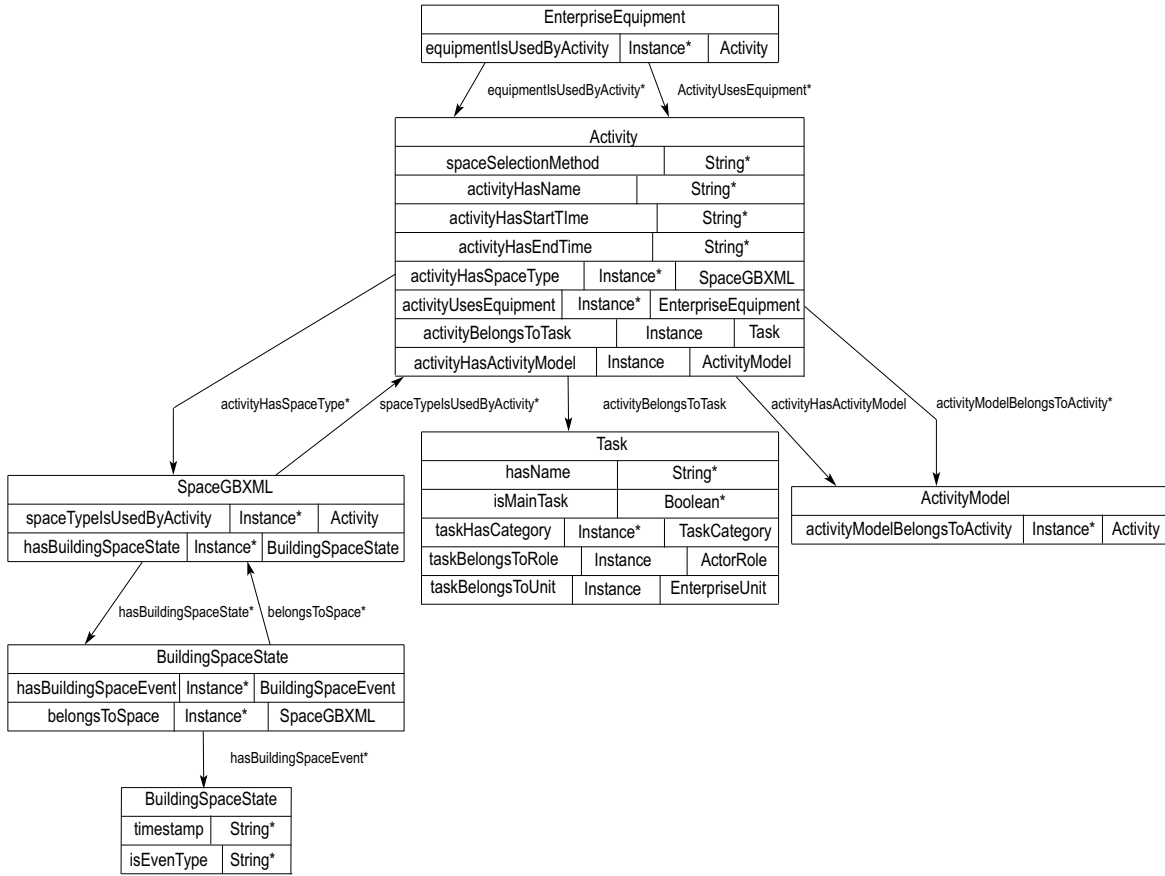 EnterpriseEquipment
equipmentIsUsedByActivity Instance* Activity
equipmentIsUsedByActivity* ActivityUsesEquipment*
Activity
spaceSelectionMethod String*
activityHasName String*
activityHasStartTIme String*
activityHasEndTime String*
activityHasSpaceType Instance* SpaceGBXML
activityUsesEquipment Instance* EnterpriseEquipment
activityBelongsToTask Instance Task
activityHasActivityModel Instance ActivityModel
activityHasSpaceType* spaceTypeIsUsedByActivity* activityBelongsToTask activityHasActivityModel activityModelBelongsToActivity*
Task
hasName String*
isMainTask Boolean*
taskHasCategory Instance* TaskCategory
taskBelongsToRole Instance ActorRole
taskBelongsToUnit Instance EnterpriseUnit
SpaceGBXML
spaceTypeIsUsedByActivity Instance* Activity
hasBuildingSpaceState Instance* BuildingSpaceState
ActivityModel
activityModelBelongsToActivity Instance* Activity
hasBuildingSpaceState* belongsToSpace*
BuildingSpaceState
hasBuildingSpaceEvent Instance* BuildingSpaceEvent
belongsToSpace Instance* SpaceGBXML
hasBuildingSpaceEvent*
BuildingSpaceState
timestamp String*
isEvenType String*